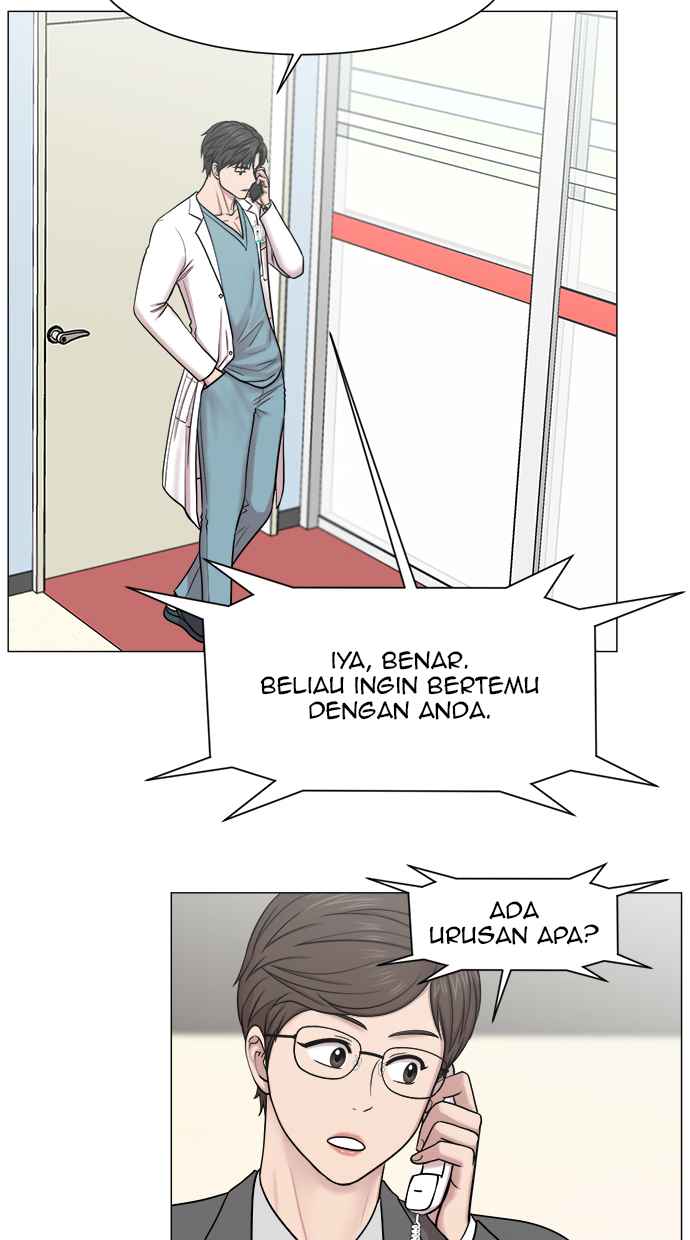 IYA, BENAR.
BELIAU INGIN BERTEMU
DENGAN ANDA.
ADA
URUSAN APA?